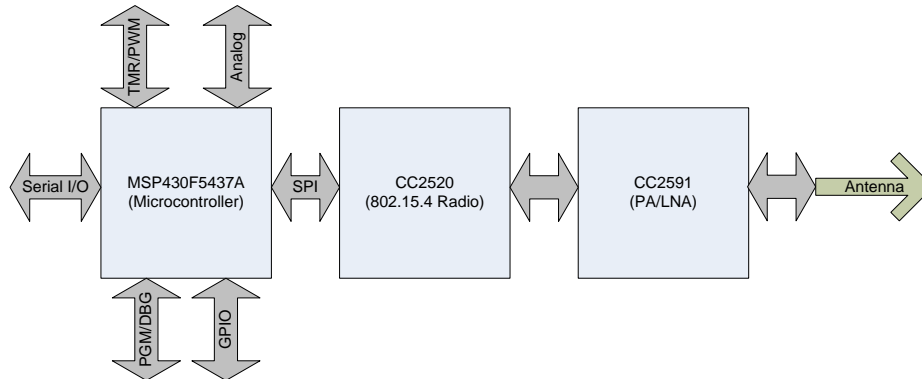 TMR/PWM
Analog
Serial I/O
MSP430F5437A
(Microcontroller)
SPI
CC2520
(802.15.4 Radio)
CC2591
(PA/LNA)
Antenna
PGM/DBG
GPIO